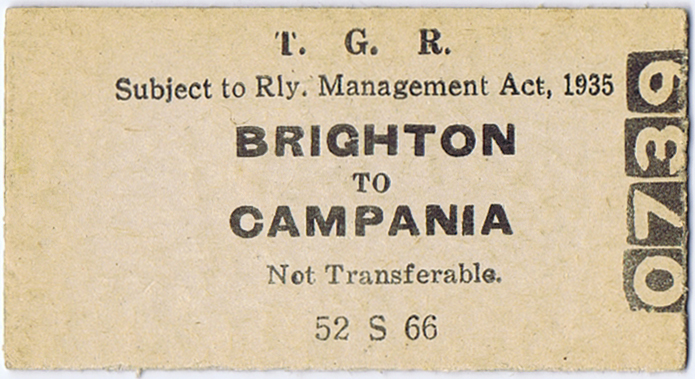 T. G. R.
Subject to Rly. Management Act, 1935
BRIGHTON
TO
CAMPANIA
Not Transferable.
52 S 66
0739